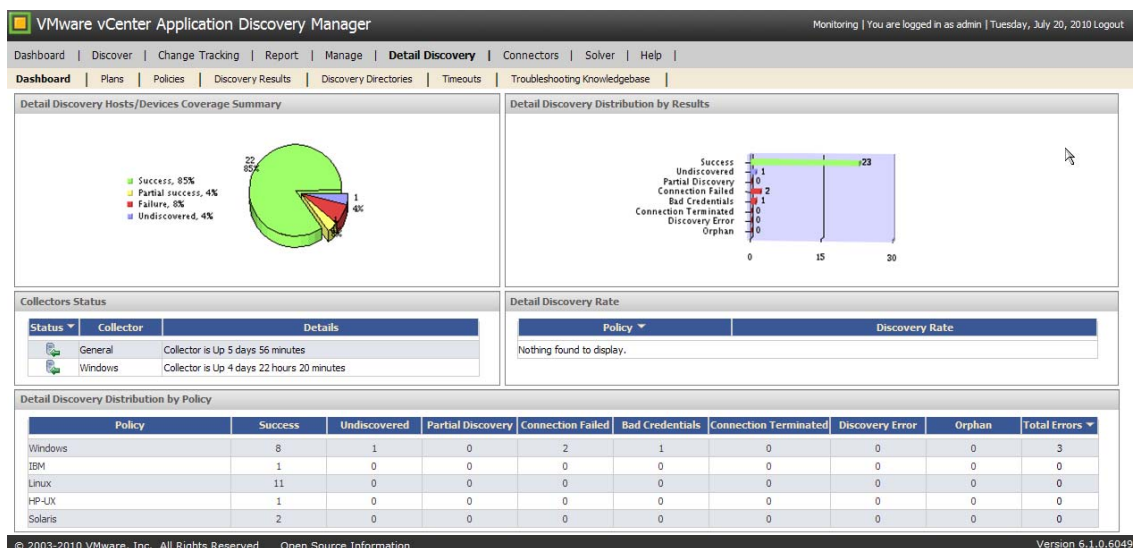 VMware vCenter Application Discovery Manager
Monitoring | You are logged in as admin | Tuesday, July 20, 2010 Logout
Dashboard | Discover | Change Tracking | Report | Manage | Detail Discovery | Connectors | Solver | Help |
Dashboard | Plans | Policies | Discovery Results | Discovery Directories | Timeouts | Troubleshooting Knowledgebase |
Detail Discovery Hosts/Devices Coverage Summary
Success, 85%
Partial success, 4%
Failure, 8%
Undiscovered, 4%
22
85%
1
4%
Detail Discovery Distribution by Results
Success 23
Undiscovered 1
Partial Discovery 0
Connection Failed 2
Bad Credentials 1
Connection Terminated 0
Discovery Error 0
Orphan 0
0 15 30
Collectors Status
Status Collector Details
General Collector is Up 5 days 56 minutes
Windows Collector is Up 4 days 22 hours 20 minutes
Detail Discovery Rate
Policy Discovery Rate
Nothing found to display.
Detail Discovery Distribution by Policy
Policy Success Undiscovered Partial Discovery Connection Failed Bad Credentials Connection Terminated Discovery Error Orphan Total Errors
Windows 8 1 0 2 1 0 0 0 3
IBM 1 0 0 0 0 0 0 0 0
Linux 11 0 0 0 0 0 0 0 0
HP-UX 1 0 0 0 0 0 0 0 0
Solaris 2 0 0 0 0 0 0 0 0
© 2003-2010 VMware, Inc. All Rights Reserved Open Source Information
Version 6.1.0.6049